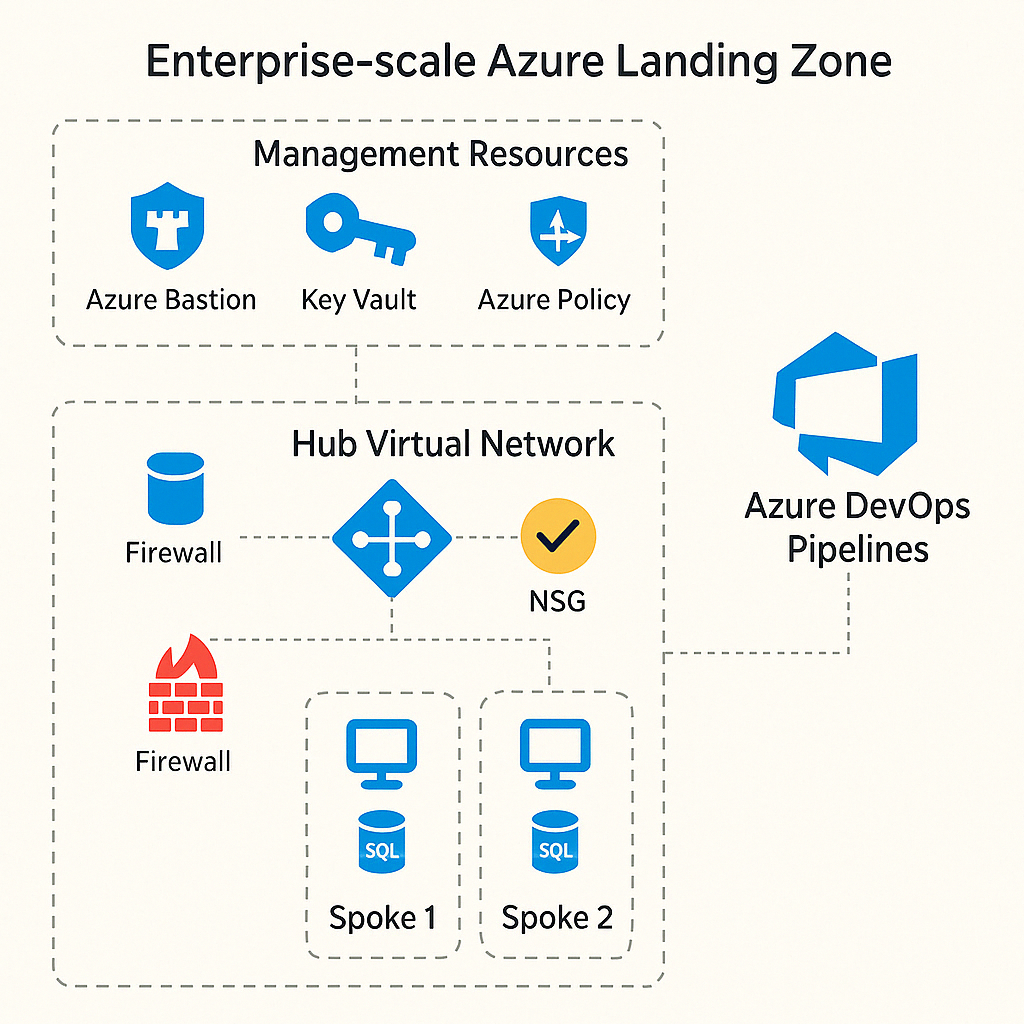 Enterprise-scale Azure Landing Zone
Management Resources
Azure Bastion
Key Vault
Azure Policy
Hub Virtual Network
Firewall
NSG
Azure DevOps
Pipelines
Firewall
SQL
SQL
Spoke 1
Spoke 2